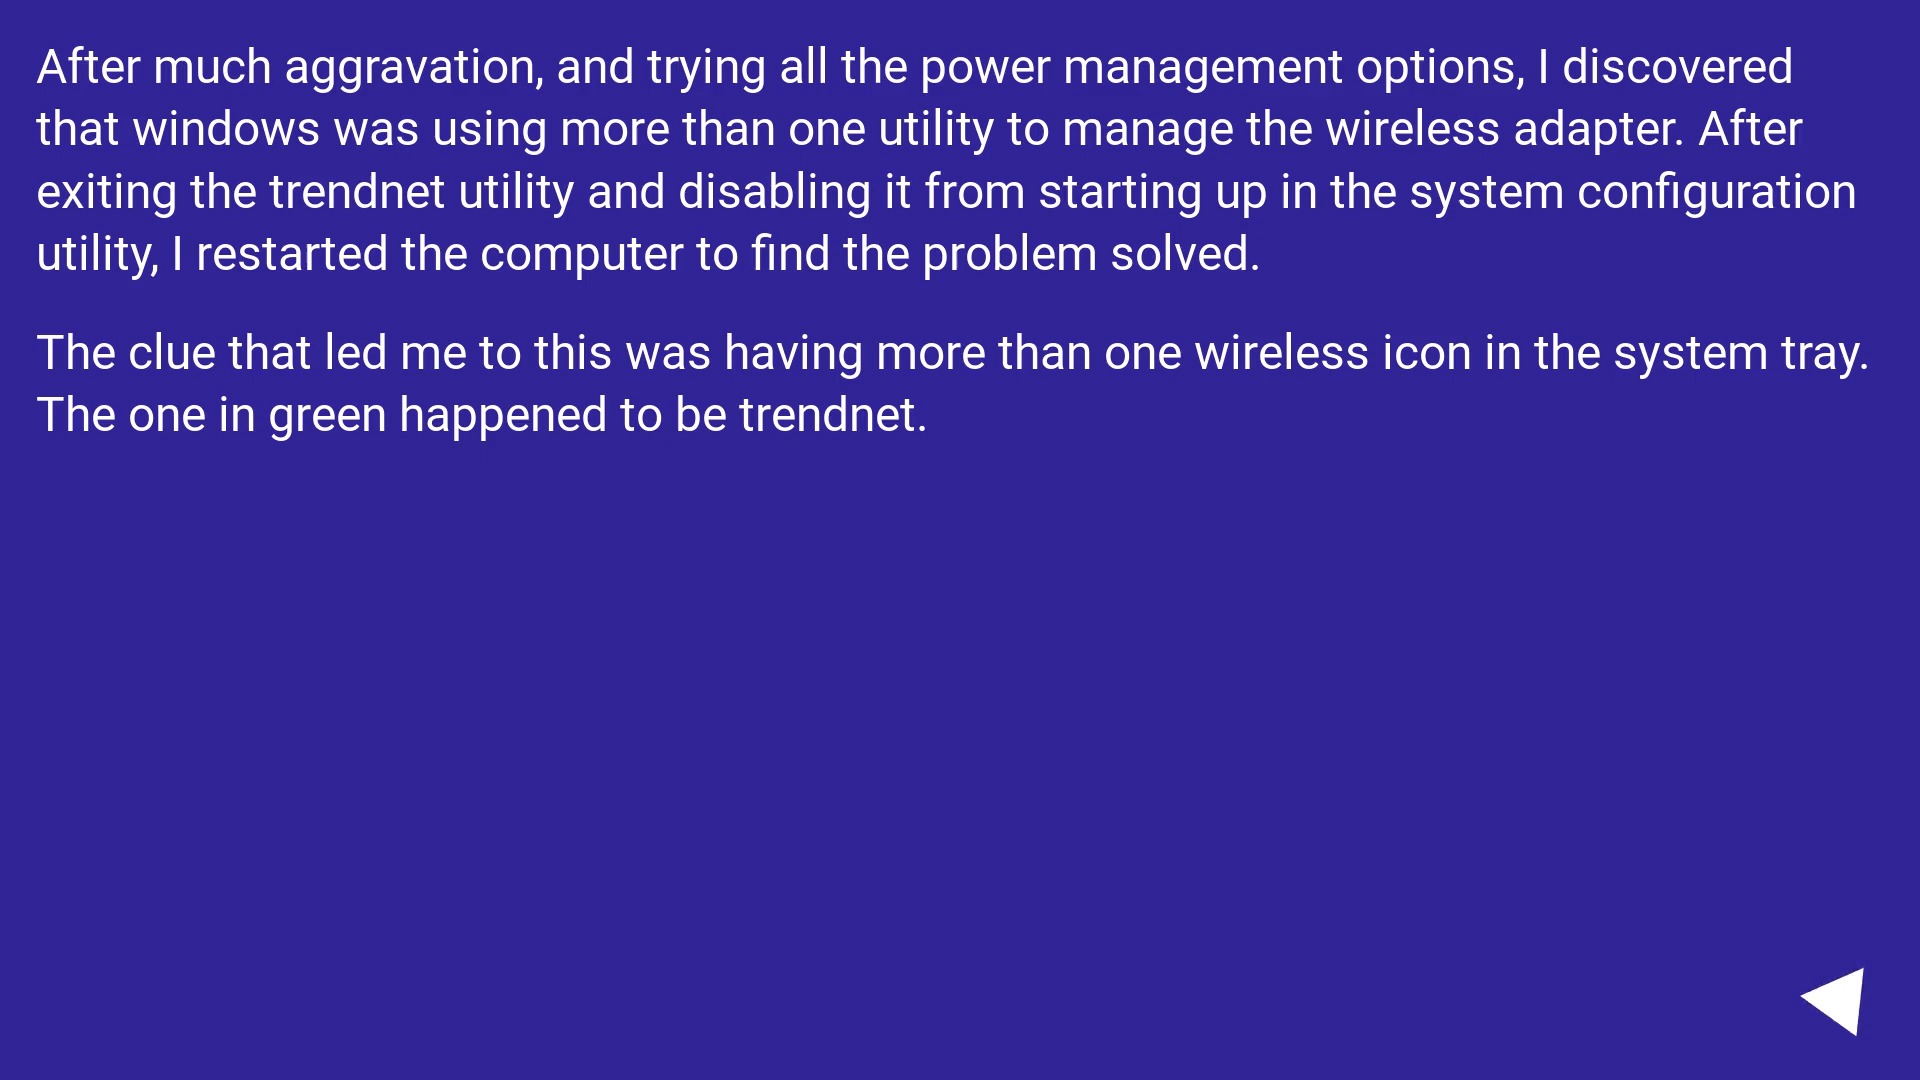 After much aggravation, and trying all the power management options, I discovered
that windows was using more than one utility to manage the wireless adapter. After
exiting the trendnet utility and disabling it from starting up in the system configuration
utility, I restarted the computer to find the problem solved.
The clue that led me to this was having more than one wireless icon in the system tray.
The one in green happened to be trendnet.